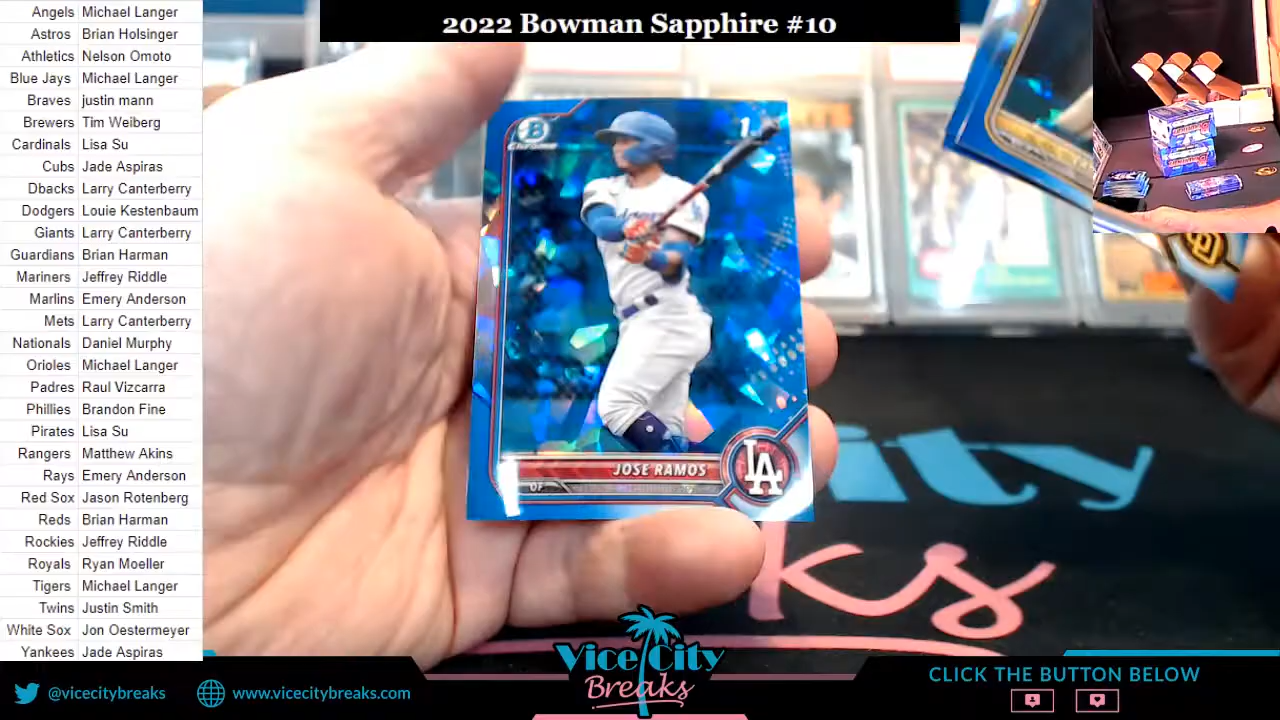 2022 Bowman Sapphire #10
Angels Michael Langer
Astros Brian Holsinger
Athletics Nelson Omoto
Blue Jays Michael Langer
Braves justin mann
Brewers Tim Weiberg
Cardinals Lisa Su
Cubs Jade Aspiras
Dbacks Larry Canterberry
Dodgers Louie Kestenbaum
Giants Larry Canterberry
Guardians Brian Harman
Mariners Jeffrey Riddle
Marlins Emery Anderson
Mets Larry Canterberry
Nationals Daniel Murphy
Orioles Michael Langer
Padres Raul Vizcarra
Phillies Brandon Fine
Pirates Lisa Su
Rangers Matthew Akins
Rays Emery Anderson
Red Sox Jason Rotenberg
Reds Brian Harman
Rockies Jeffrey Riddle
Royals Ryan Moeller
Tigers Michael Langer
Twins Justin Smith
White Sox Jon Oestermeyer
Yankees Jade Aspiras
B
Chrome
1
JOSE RAMOS
OF
LA
SD
ity
ks
Vice City
Breaks
@vicecitybreaks
www.vicecitybreaks.com
CLICK THE BUTTON BELOW